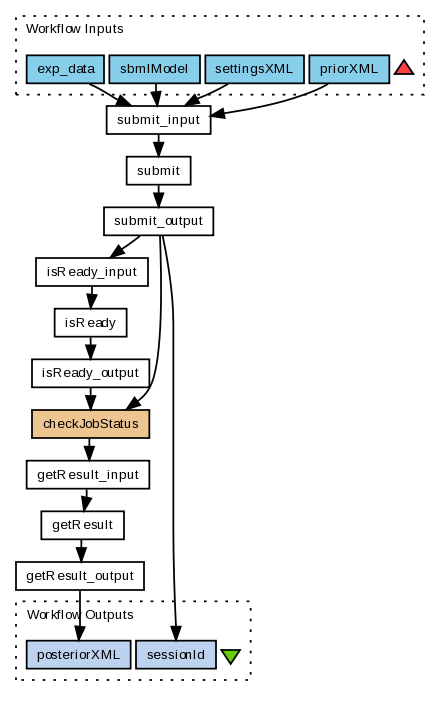 Workflow Inputs
exp_data sbmlModel settingsXML priorXML
submit_input
submit
submit_output
isReady_input
isReady
isReady_output
checkJobStatus
getResult_input
getResult
getResult_output
Workflow Outputs
posteriorXML sessionId